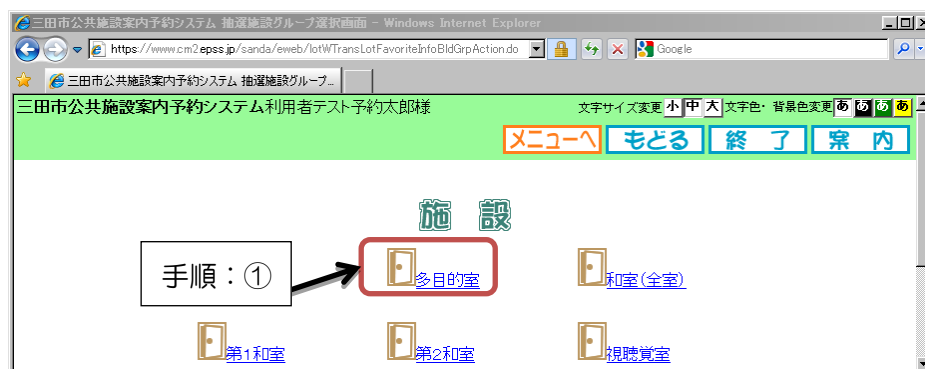 三田市公共施設案内予約システム 抽選施設グループ選択画面 - Windows Internet Explorer
https://www.cm2.epss.jp/sanda/eweb/lotWTransLotFavoriteInfoBldGrpAction.do
Google
三田市公共施設案内予約システム 抽選施設グループ...
三田市公共施設案内予約システム利用者テスト予約太郎様 文字サイズ変更 小 中 大 文字色・背景色変更 あ あ あ あ
メニューへ もどる 終 了 案 内
施 設
手順:①
多目的室 和室(全室)
第1和室 第2和室 視聴覚室